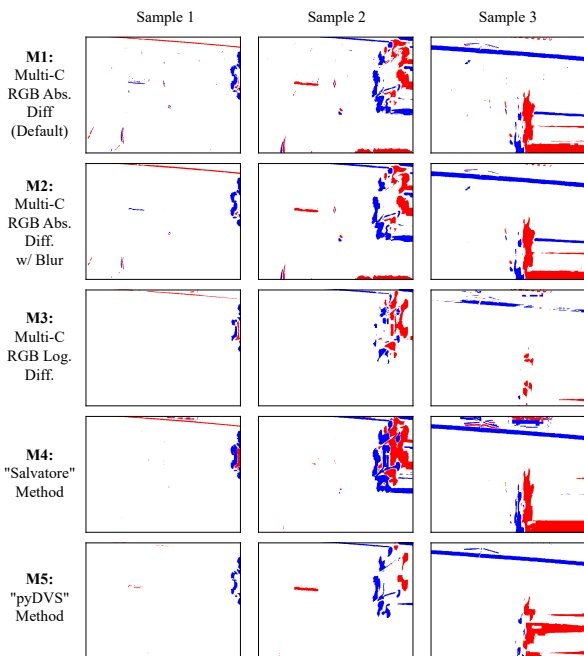 Sample 1 Sample 2 Sample 3
M1:
Multi-C
RGB Abs.
Diff
(Default)
M2:
Multi-C
RGB Abs.
Diff.
w/ Blur
M3:
Multi-C
RGB Log.
Diff.
M4:
"Salvatore"
Method
M5:
"pyDVS"
Method